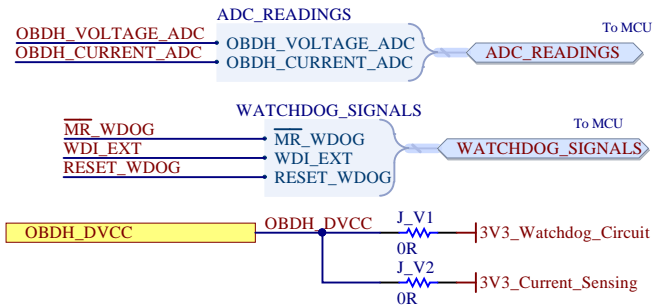 ADC_READINGS
To MCU
OBDH_VOLTAGE_ADC OBDH_VOLTAGE_ADC
OBDH_CURRENT_ADC OBDH_CURRENT_ADC ADC_READINGS
WATCHDOG_SIGNALS
To MCU
MR_WDOG MR_WDOG
WDI_EXT WDI_EXT WATCHDOG_SIGNALS
RESET_WDOG RESET_WDOG
OBDH_DVCC OBDH_DVCC J_V1 3V3_Watchdog_Circuit
0R
J_V2 3V3_Current_Sensing
0R